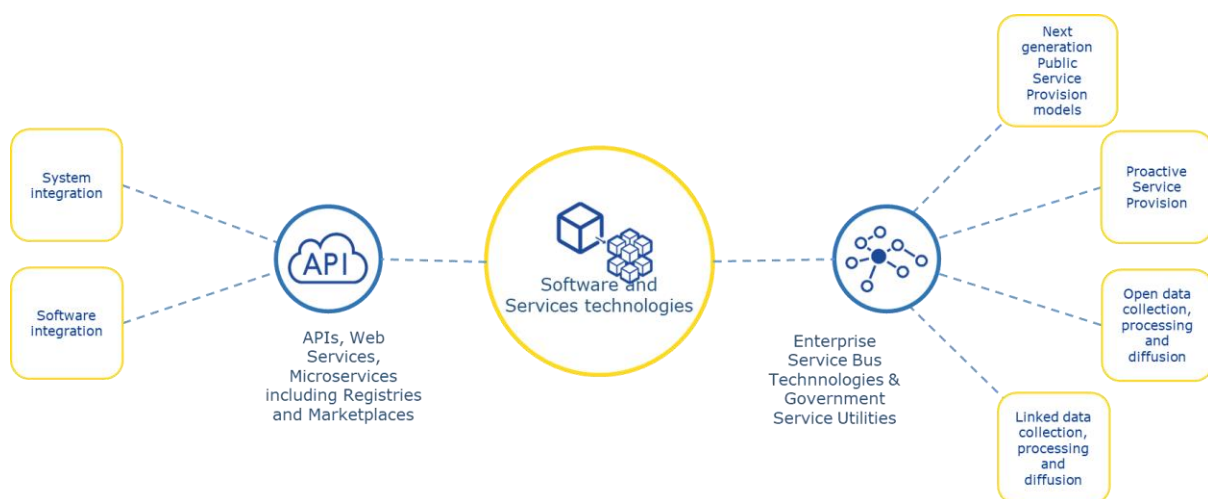 System
integration
Software
integration
API
APIs, Web
Services,
Microservices
including Registries
and Marketplaces
Software and
Services technologies
Enterprise
Service Bus
Technnologies &
Government
Service Utilities
Next
generation
Public
Service
Provision
models
Proactive
Service
Provision
Open data
collection,
processing
and
diffusion
Linked data
collection,
processing
and
diffusion